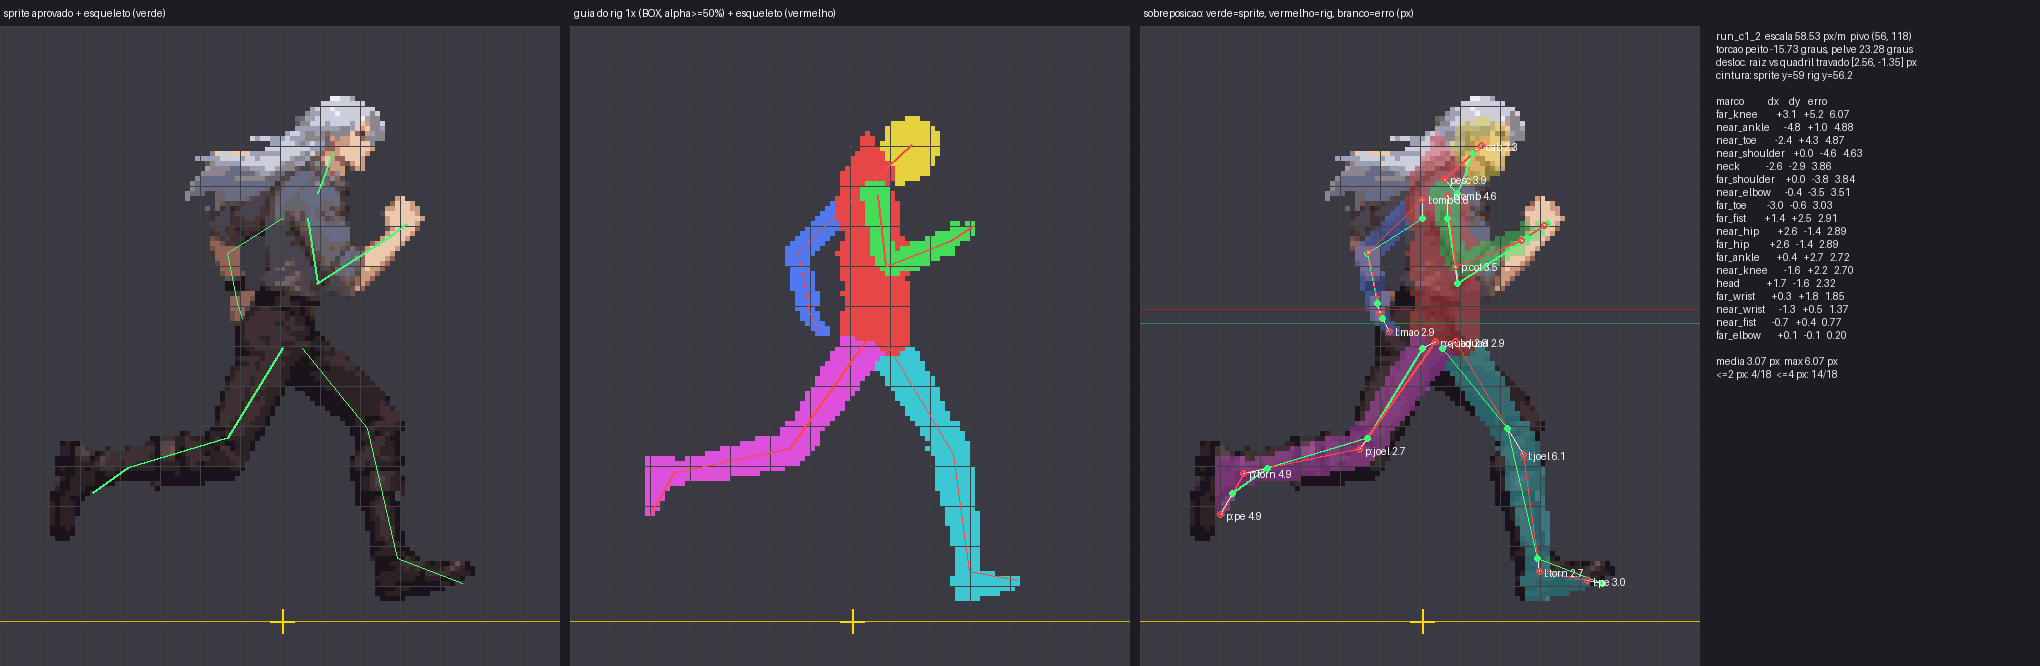 sprite aprovado + esqueleto (verde)
guia do rig 1x (BOX, alpha>=50%) + esqueleto (vermelho)
sobreposicao: verde=sprite, vermelho=rig, branco=erro (px)
run_c1_2 escala 58.53 px/m pivo (56, 118)
torcao peito -15.73 graus, pelve 23.28 graus
desloc. raiz vs quadril travado [2.56, -1.35] px
cintura: sprite y=59 rig y=56.2
marco dx dy erro
far_knee +3.1 +5.2 6.07
near_ankle -4.8 +1.0 4.88
near_toe -2.4 +4.3 4.87
near_shoulder +0.0 -4.6 4.63
neck -2.6 -2.9 3.86
far_shoulder +0.0 -3.8 3.84
near_elbow -0.4 -3.5 3.51
far_toe -3.0 -0.6 3.03
far_fist +1.4 +2.5 2.91
near_hip +2.6 -1.4 2.89
far_hip +2.6 -1.4 2.89
far_ankle +0.4 +2.7 2.72
near_knee -1.6 +2.2 2.70
head +1.7 -1.6 2.32
far_wrist +0.3 +1.8 1.85
near_wrist -1.3 +0.5 1.37
near_fist -0.7 +0.4 0.77
far_elbow +0.1 -0.1 0.20
media 3.07 px max 6.07 px
<=2 px: 4/18 <=4 px: 14/18
cab 2.3
pesc 3.9
p:cot 3.5
l:mao 2.9
p:joel 2.7
l:joel 6.1
p:torn 4.9
p:pe 4.9
l:torn 2.7
l:pe 3.0